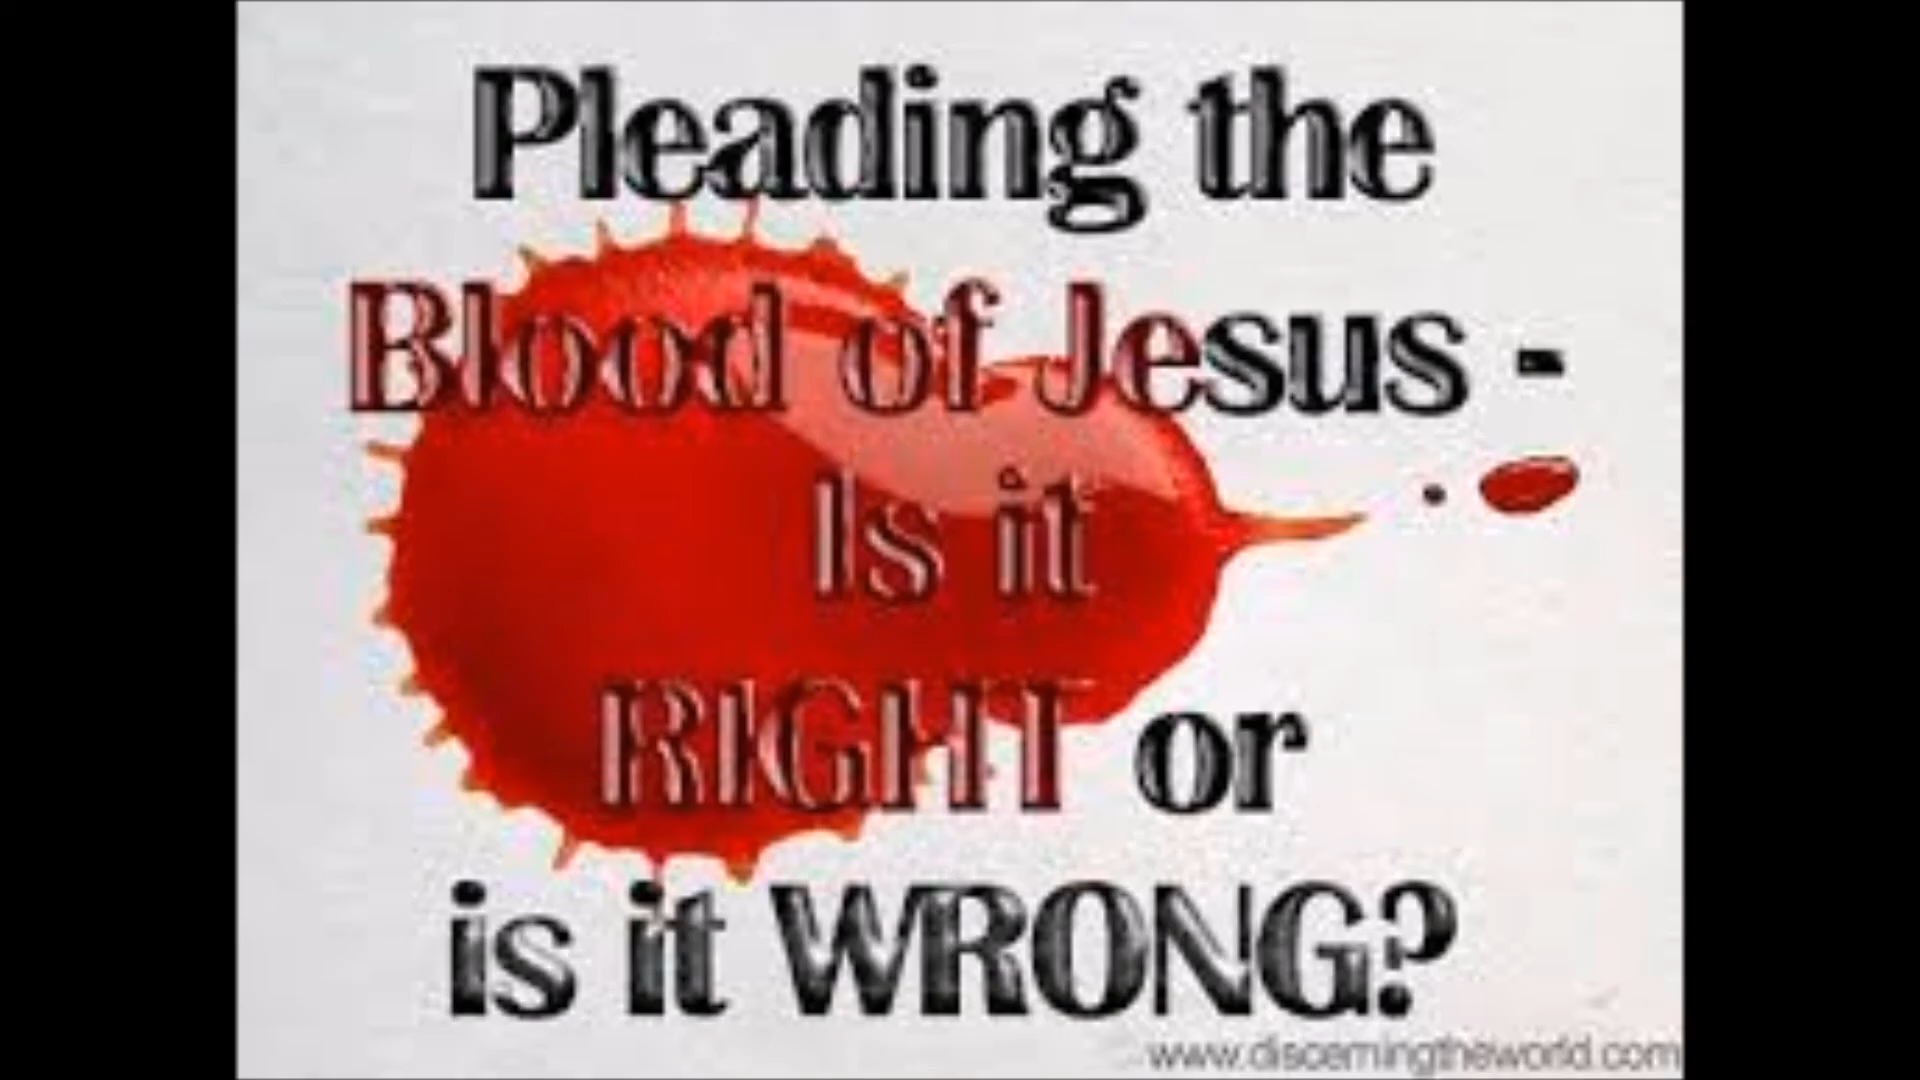 Pleading the
Blood of Jesus -
Is it
RIGHT or
is it WRONG?
www.discerningtheworld.com